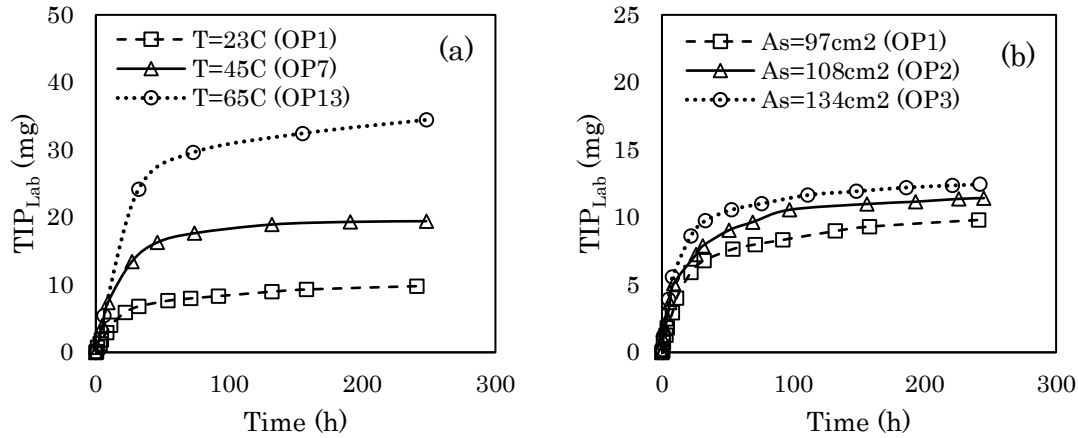 50
40
30
20
10
0
0
100
200
300
TIP_Lab (mg)
Time (h)
T=23C (OP1)
T=45C (OP7)
T=65C (OP13)
(a)
25
20
15
10
5
0
0
100
200
300
TIP_Lab (mg)
Time (h)
As=97cm2 (OP1)
As=108cm2 (OP2)
As=134cm2 (OP3)
(b)